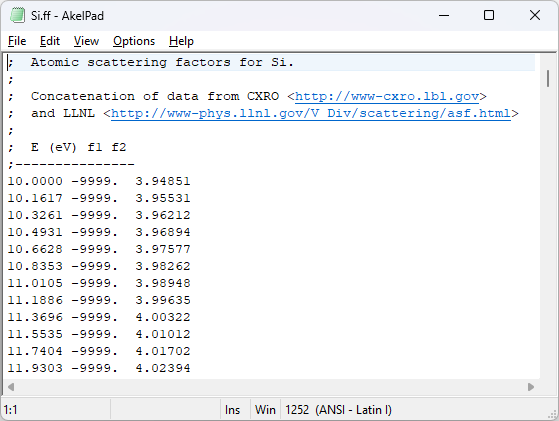 Si.ff - AkelPad
File Edit View Options Help
;  Atomic scattering factors for Si.
;
;  Concatenation of data from CXRO <http://www-cxro.lbl.gov>
;  and LLNL <http://www-phys.llnl.gov/V_Div/scattering/asf.html>
;
;  E (eV) f1 f2
;---------------
10.0000 -9999.  3.94851
10.1617 -9999.  3.95531
10.3261 -9999.  3.96212
10.4931 -9999.  3.96894
10.6628 -9999.  3.97577
10.8353 -9999.  3.98262
11.0105 -9999.  3.98948
11.1886 -9999.  3.99635
11.3696 -9999.  4.00322
11.5535 -9999.  4.01012
11.7404 -9999.  4.01702
11.9303 -9999.  4.02394
1:1 Ins Win 1252 (ANSI - Latin I)